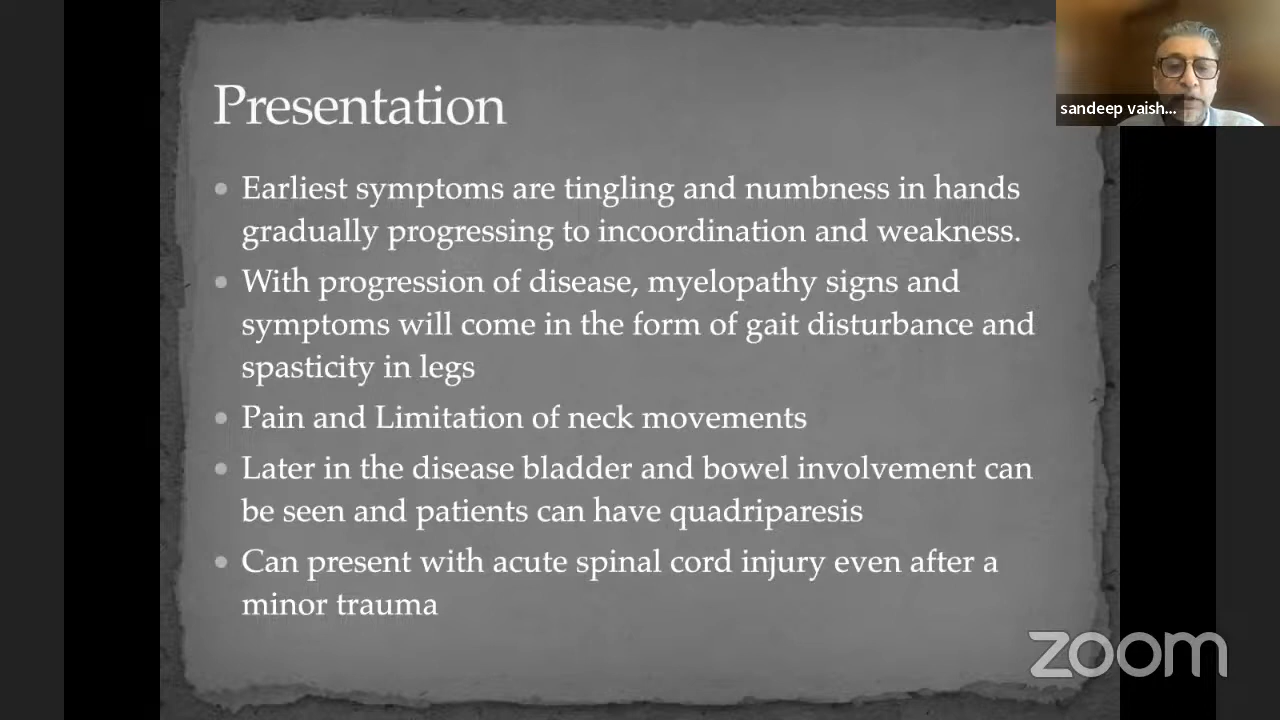 Presentation
Earliest symptoms are tingling and numbness in hands
gradually progressing to incoordination and weakness.
With progression of disease, myelopathy signs and
symptoms will come in the form of gait disturbance and
spasticity in legs
Pain and Limitation of neck movements
Later in the disease bladder and bowel involvement can
be seen and patients can have quadriparesis
Can present with acute spinal cord injury even after a
minor trauma
sandeep vaish...
zoom